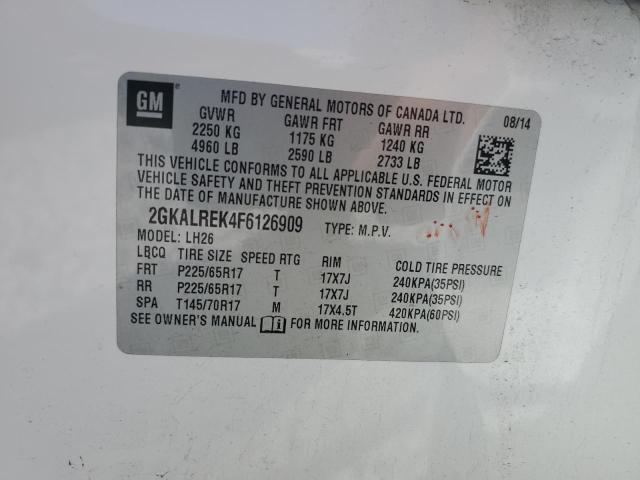 GM
MFD BY GENERAL MOTORS OF CANADA LTD. 08/14
GVWR GAWR FRT GAWR RR
2250 KG 1175 KG 1240 KG
4960 LB 2590 LB 2733 LB
THIS VEHICLE CONFORMS TO ALL APPLICABLE U.S. FEDERAL MOTOR
VEHICLE SAFETY AND THEFT PREVENTION STANDARDS IN EFFECT ON
THE DATE OF MANUFACTURE SHOWN ABOVE.
2GKALREK4F6126909 TYPE: M.P.V.
MODEL: LH26
LBCQ TIRE SIZE SPEED RTG RIM COLD TIRE PRESSURE
FRT P225/65R17 T 17X7J 240KPA(35PSI)
RR P225/65R17 T 17X7J 240KPA(35PSI)
SPA T145/70R17 M 17X4.5T 420KPA(60PSI)
SEE OWNER'S MANUAL FOR MORE INFORMATION.